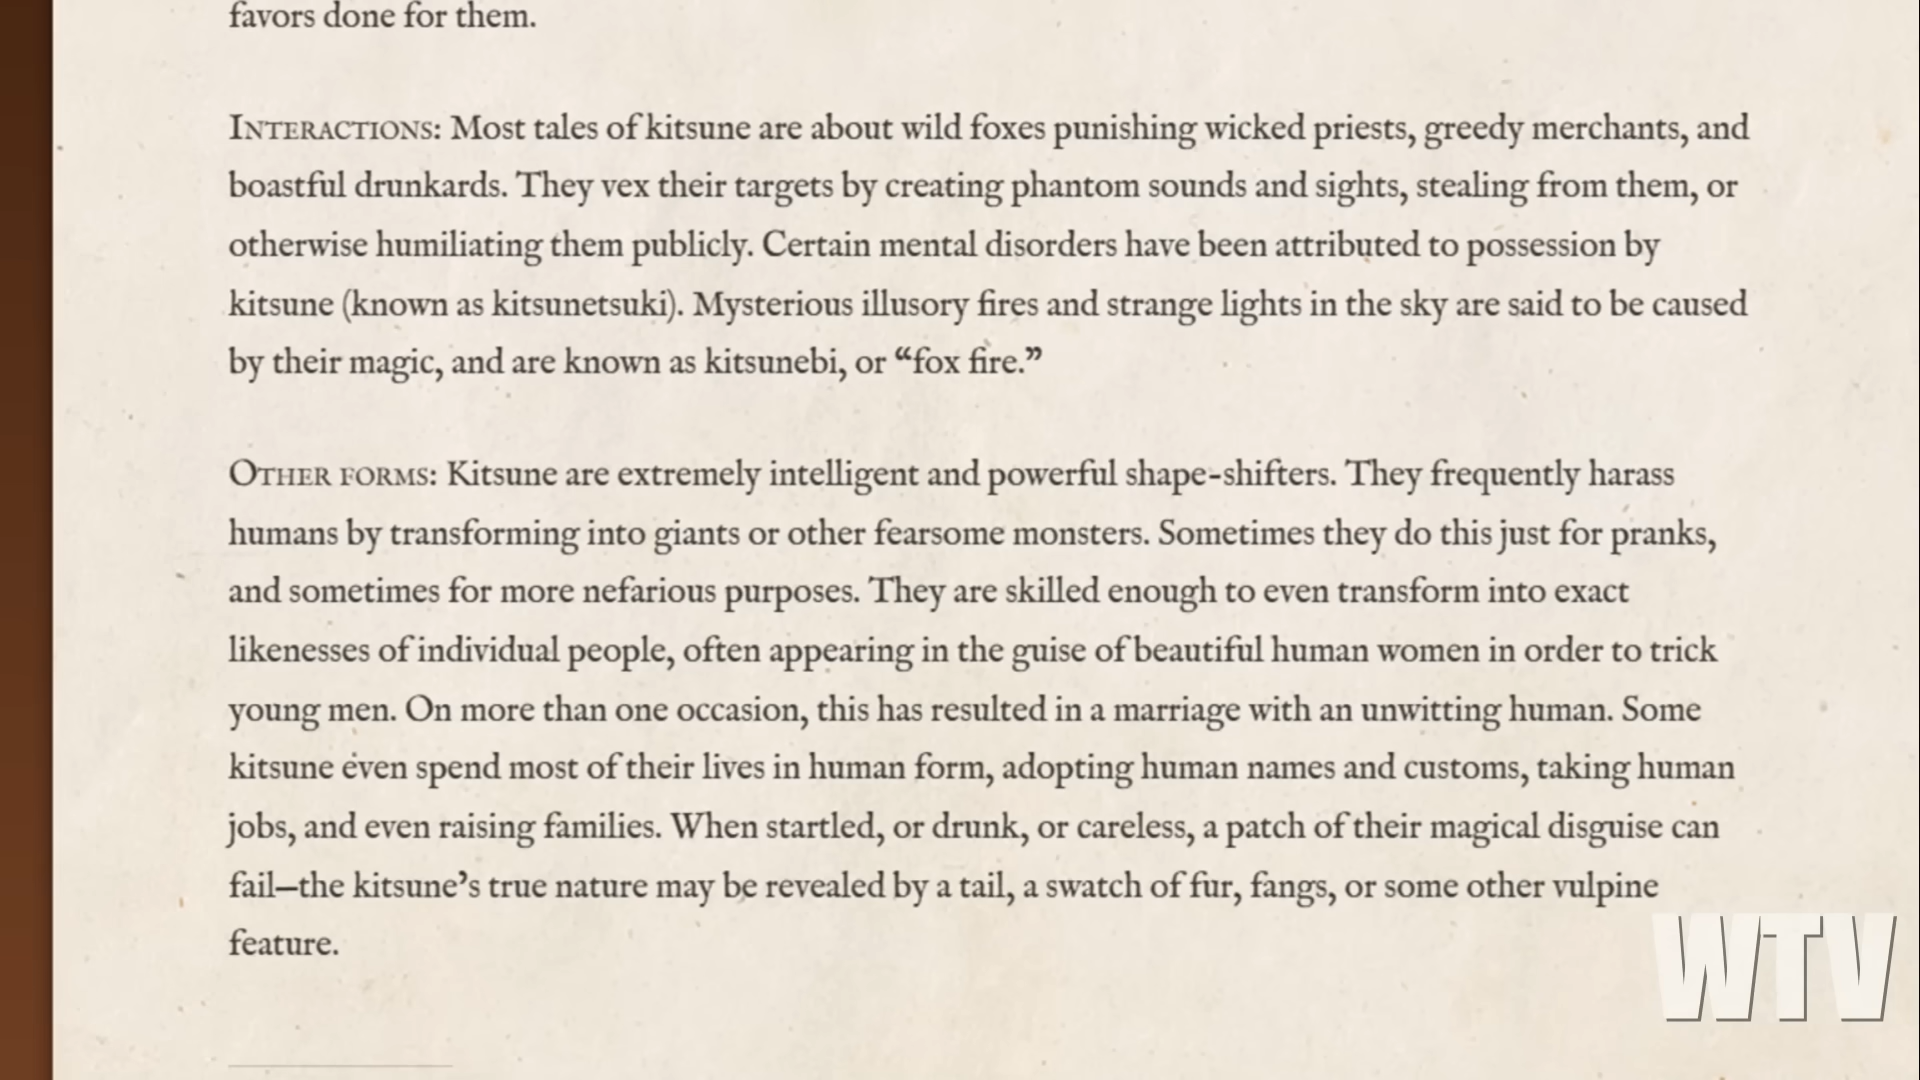 favors done for them.
INTERACTIONS: Most tales of kitsune are about wild foxes punishing wicked priests, greedy merchants, and
boastful drunkards. They vex their targets by creating phantom sounds and sights, stealing from them, or
otherwise humiliating them publicly. Certain mental disorders have been attributed to possession by
kitsune (known as kitsunetsuki). Mysterious illusory fires and strange lights in the sky are said to be caused
by their magic, and are known as kitsunebi, or “fox fire.”
OTHER FORMS: Kitsune are extremely intelligent and powerful shape-shifters. They frequently harass
humans by transforming into giants or other fearsome monsters. Sometimes they do this just for pranks,
and sometimes for more nefarious purposes. They are skilled enough to even transform into exact
likenesses of individual people, often appearing in the guise of beautiful human women in order to trick
young men. On more than one occasion, this has resulted in a marriage with an unwitting human. Some
kitsune even spend most of their lives in human form, adopting human names and customs, taking human
jobs, and even raising families. When startled, or drunk, or careless, a patch of their magical disguise can
fail—the kitsune’s true nature may be revealed by a tail, a swatch of fur, fangs, or some other vulpine
feature.
WTV